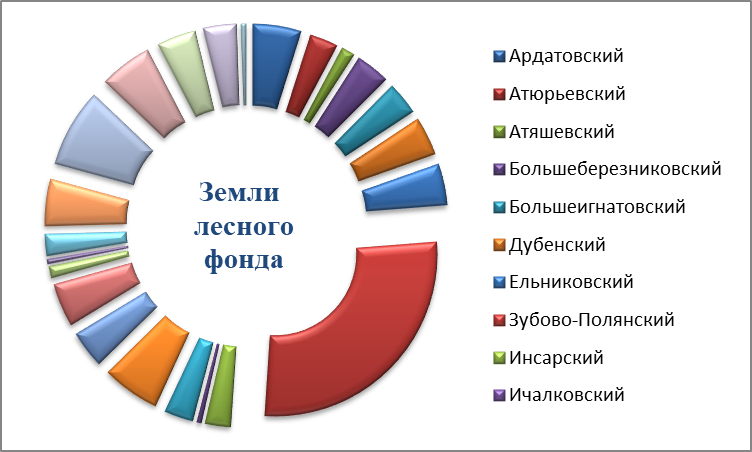 Земли
лесного
фонда
Ардатовский
Атюрьевский
Атяшевский
Большеберезниковский
Большеигнатовский
Дубенский
Ельниковский
Зубово-Полянский
Инсарский
Ичалковский